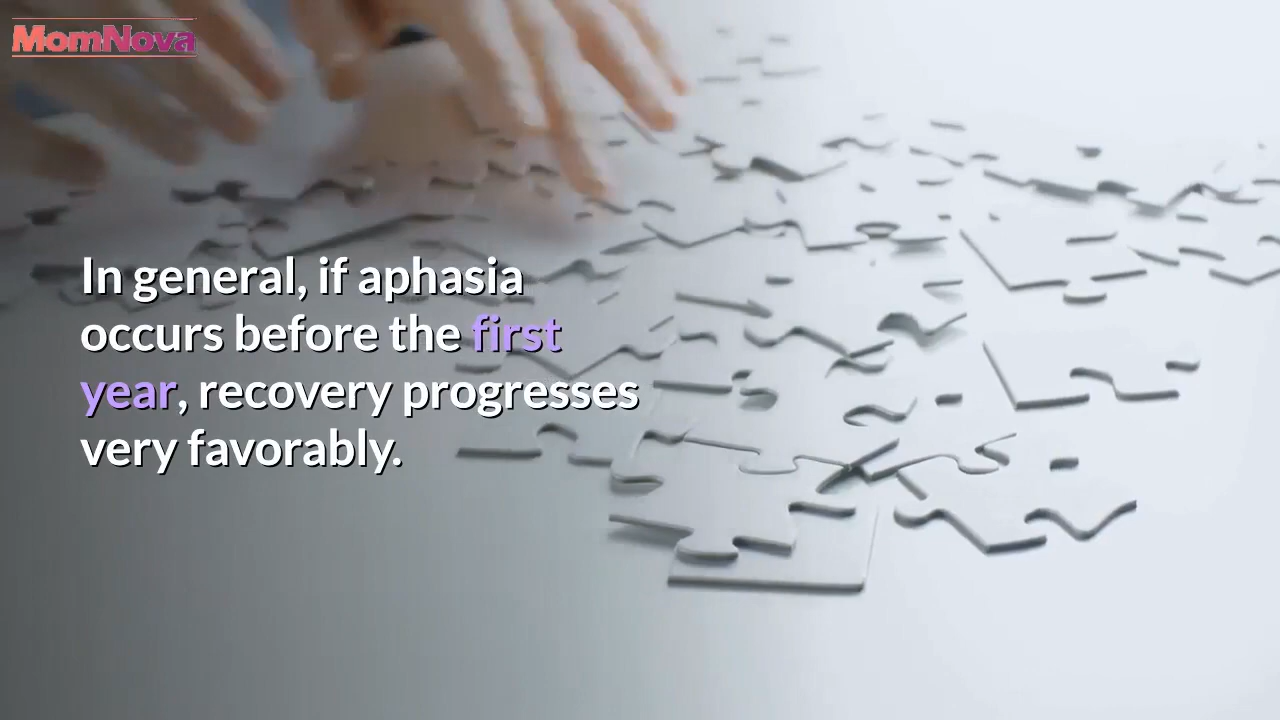 MomNova
In general, if aphasia
occurs before the first
year, recovery progresses
very favorably.